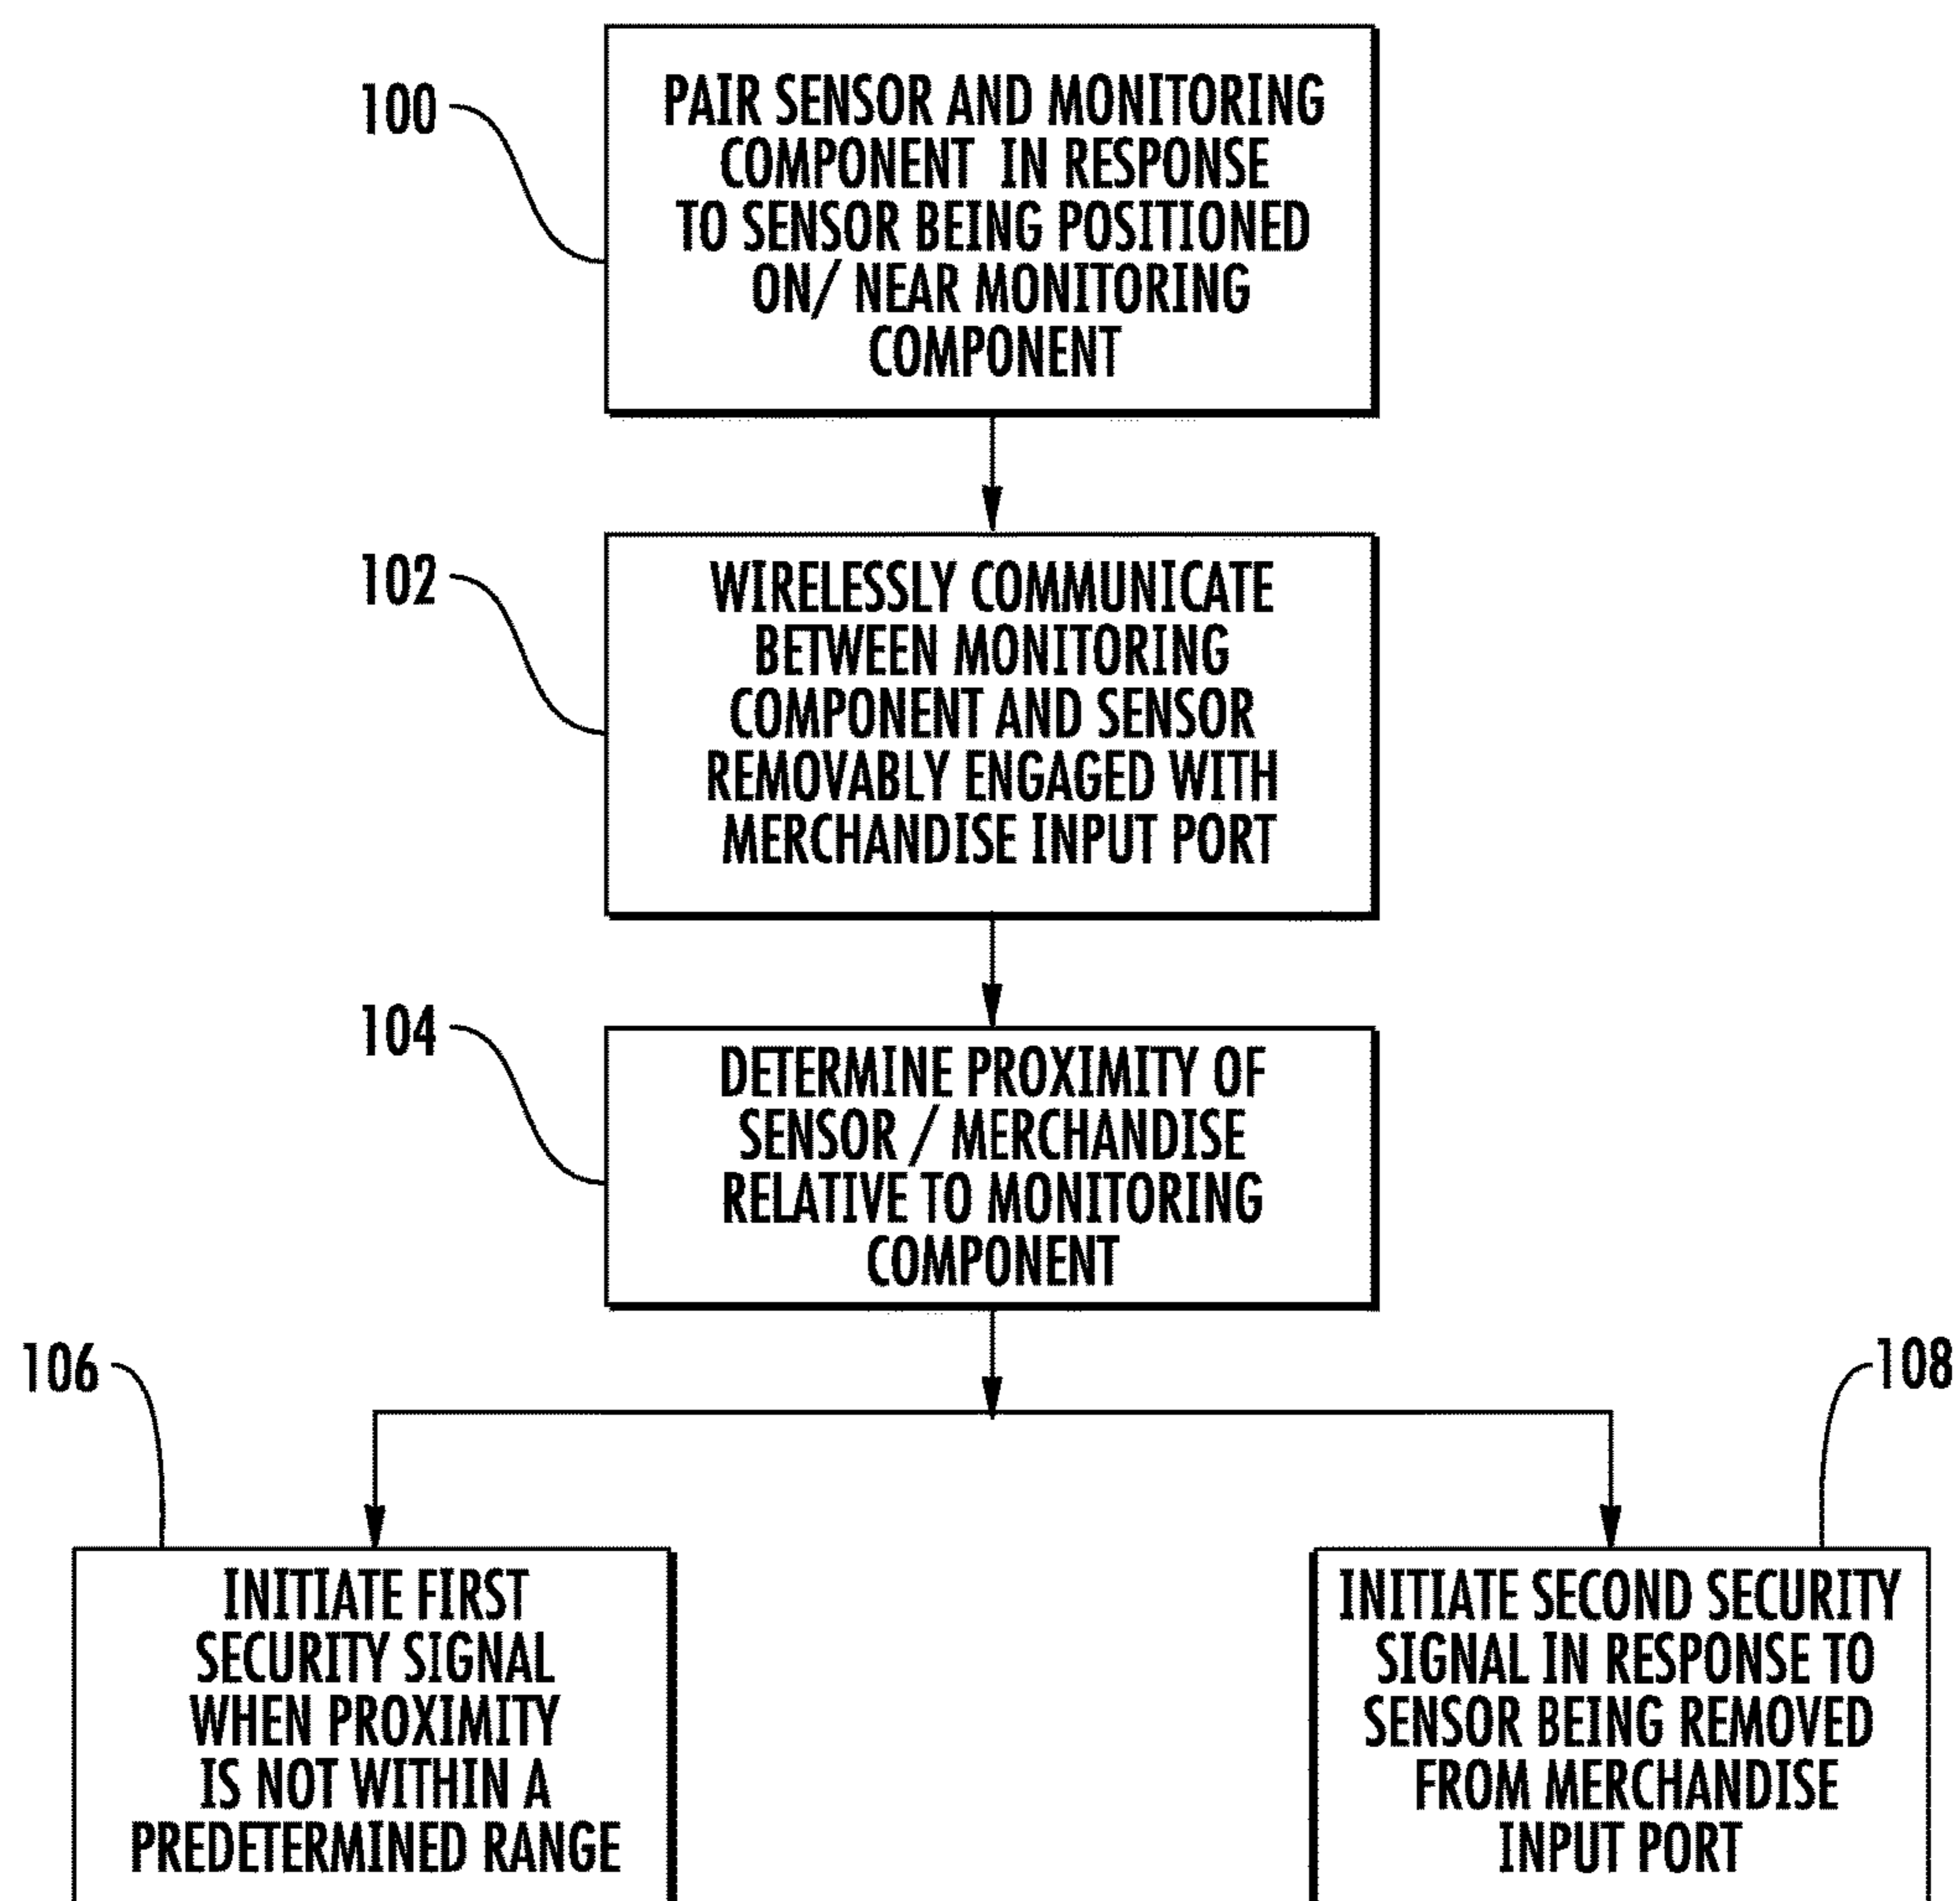 100
PAIR SENSOR AND MONITORING
COMPONENT IN RESPONSE
TO SENSOR BEING POSITIONED
ON/ NEAR MONITORING
COMPONENT
102
WIRELESSLY COMMUNICATE
BETWEEN MONITORING
COMPONENT AND SENSOR
REMOVABLY ENGAGED WITH
MERCHANDISE INPUT PORT
104
DETERMINE PROXIMITY OF
SENSOR / MERCHANDISE
RELATIVE TO MONITORING
COMPONENT
106
INITIATE FIRST
SECURITY SIGNAL
WHEN PROXIMITY
IS NOT WITHIN A
PREDETERMINED RANGE
108
INITIATE SECOND SECURITY
SIGNAL IN RESPONSE TO
SENSOR BEING REMOVED
FROM MERCHANDISE
INPUT PORT